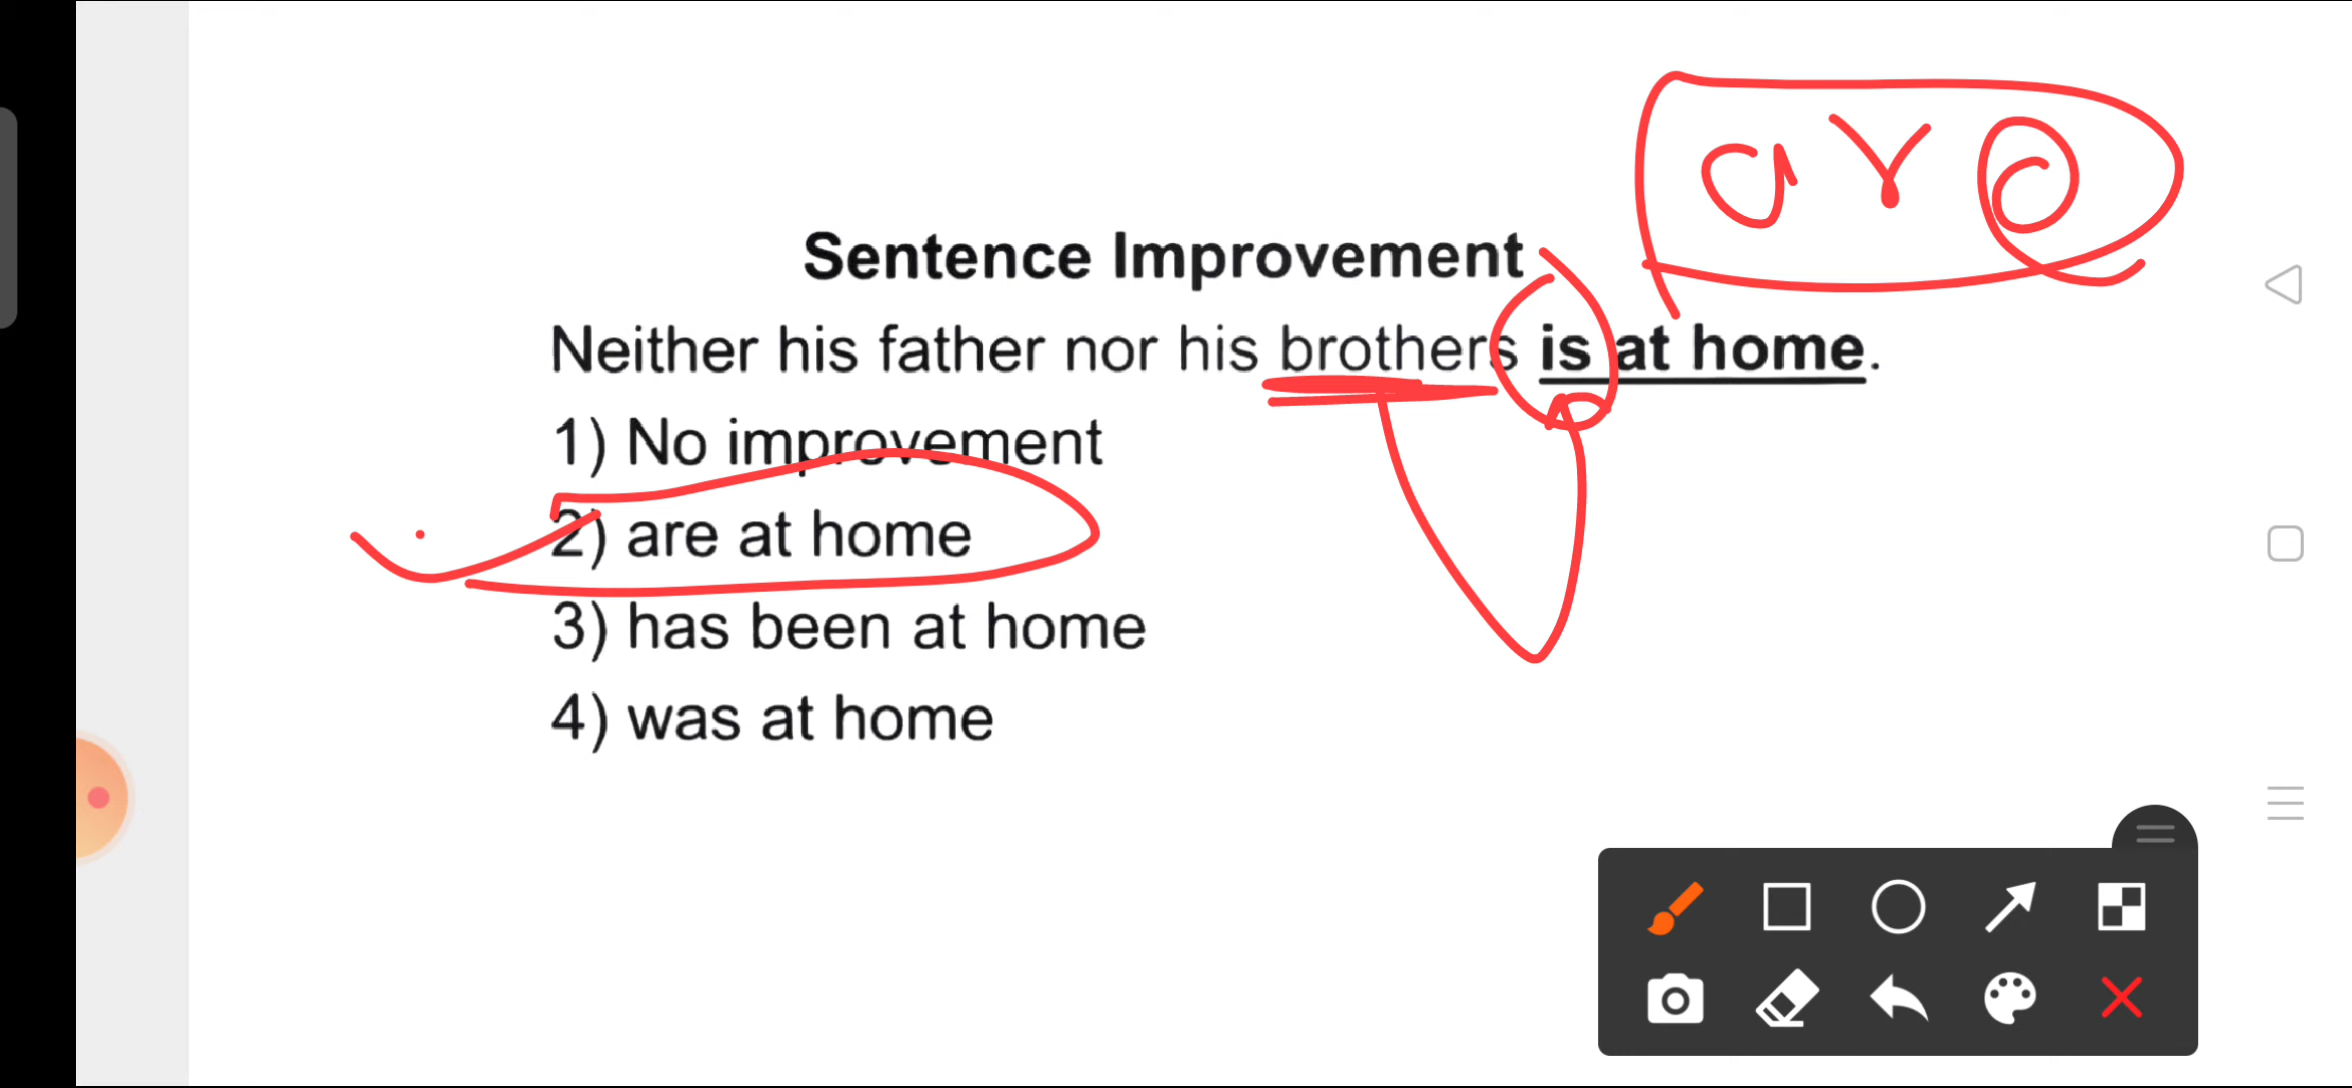 are
Sentence Improvement
Neither his father nor his brothers is at home.
1) No improvement
2) are at home
3) has been at home
4) was at home